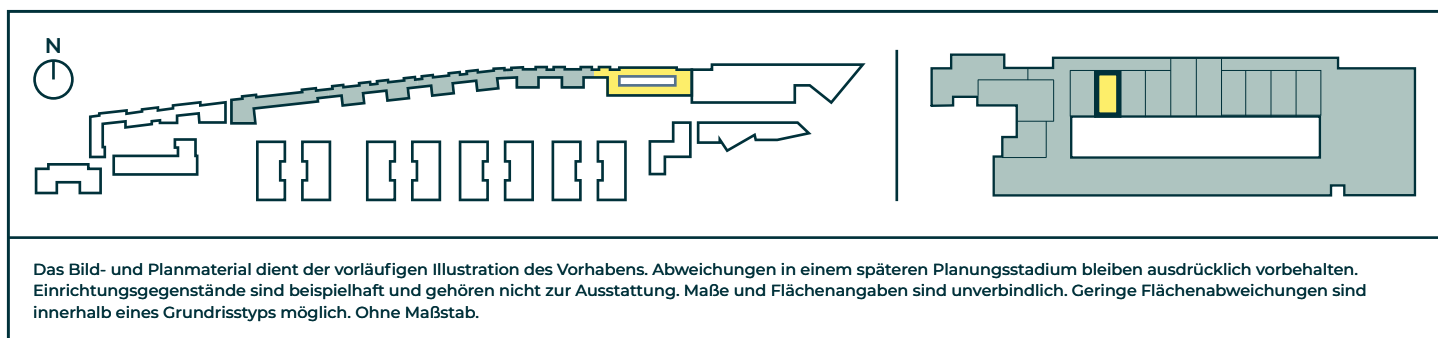 N
Das Bild- und Planmaterial dient der vorläufigen Illustration des Vorhabens. Abweichungen in einem späteren Planungsstadium bleiben ausdrücklich vorbehalten.
Einrichtungsgegenstände sind beispielhaft und gehören nicht zur Ausstattung. Maße und Flächenangaben sind unverbindlich. Geringe Flächenabweichungen sind
innerhalb eines Grundrisstyps möglich. Ohne Maßstab.